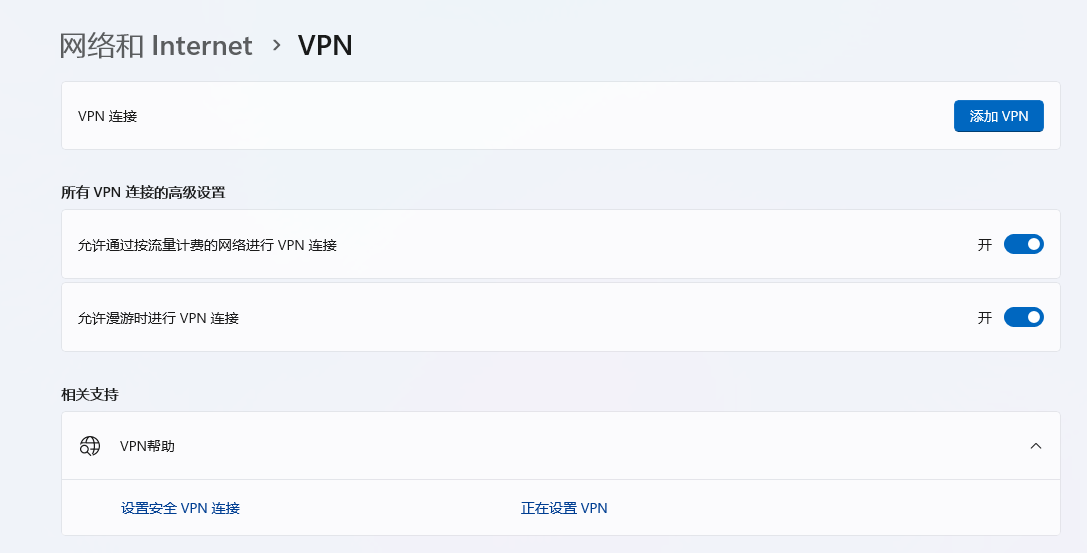 网络和 Internet › VPN
VPN 连接
添加 VPN
所有 VPN 连接的高级设置
允许通过按流量计费的网络进行 VPN 连接
开
允许漫游时进行 VPN 连接
开
相关支持
VPN帮助
设置安全 VPN 连接
正在设置 VPN